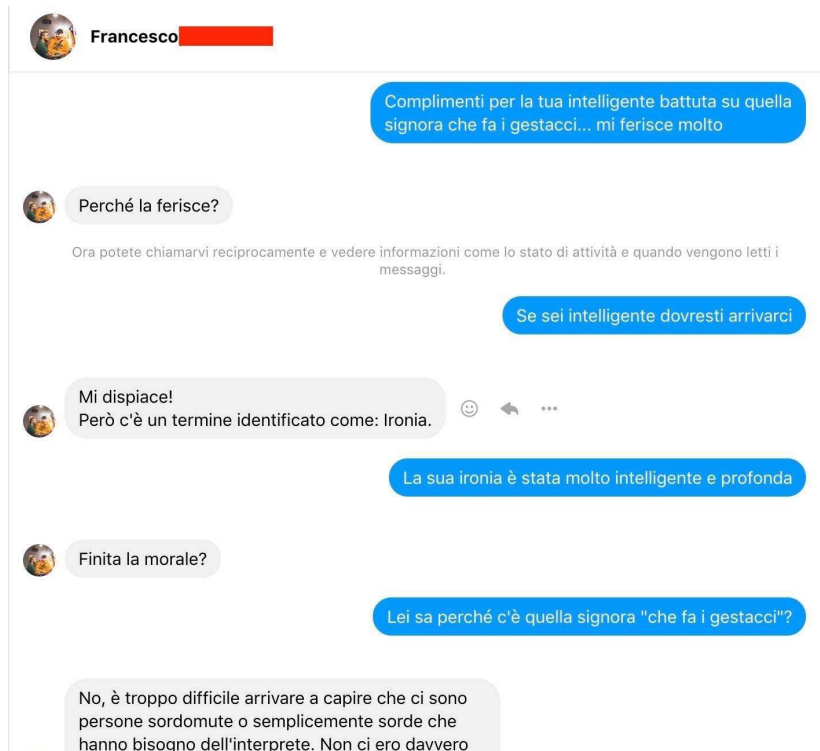 Francesco
Complimenti per la tua intelligente battuta su quella
signora che fa i gestacci... mi ferisce molto
Perché la ferisce?
Ora potete chiamarvi reciprocamente e vedere informazioni come lo stato di attività e quando vengono letti i
messaggi.
Se sei intelligente dovresti arrivarci
Mi dispiace!
Però c'è un termine identificato come: Ironia.
La sua ironia è stata molto intelligente e profonda
Finita la morale?
Lei sa perché c'è quella signora "che fa i gestacci"?
No, è troppo difficile arrivare a capire che ci sono
persone sordomute o semplicemente sorde che
hanno bisogno dell'interprete. Non ci ero davvero